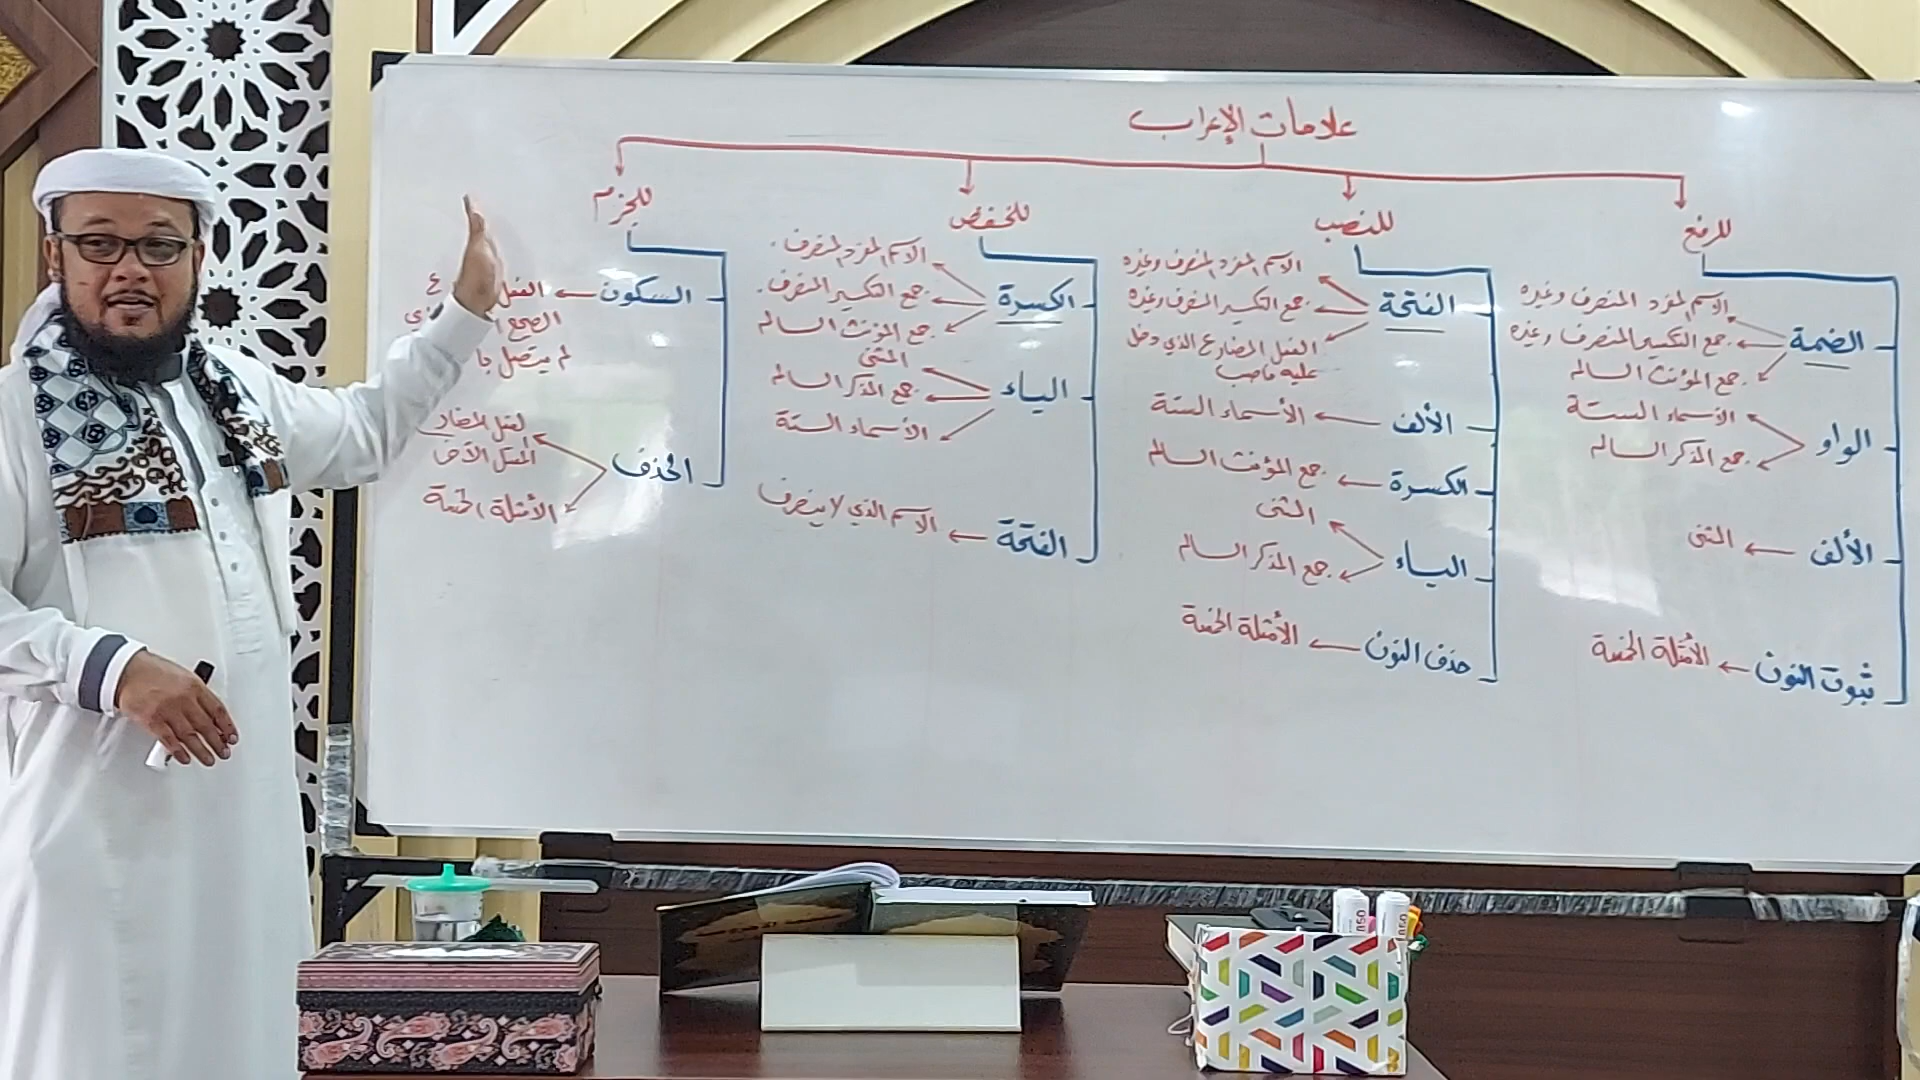 علامات الإعراب
للرفع
الضمة
الاسم المفرد المنصرف وغيره
جمع التكسير المنصرف وغيره
جمع المؤنث السالم
الواو
الأسماء الستة
جمع المذكر السالم
الألف
المثنى
ثبوت النون
الأمثلة الخمسة
للنصب
الفتحة
الاسم المفرد المنصرف وغيره
جمع التكسير المنصرف وغيره
الفعل المضارع الذي دخل
عليه ناصب
الألف
الأسماء الستة
الكسرة
جمع المؤنث السالم
الياء
المثنى
جمع المذكر السالم
حذف النون
الأمثلة الخمسة
للخفض
الكسرة
الاسم المفرد المنصرف
جمع التكسير المنصرف
جمع المؤنث السالم
الياء
المثنى
جمع المذكر السالم
الأسماء الستة
الفتحة
الاسم الذي لا ينصرف
للجزم
السكون
الفعل
الصحيح
لم يتصل
الحذف
المعتل الآخر
الأمثلة الخمسة